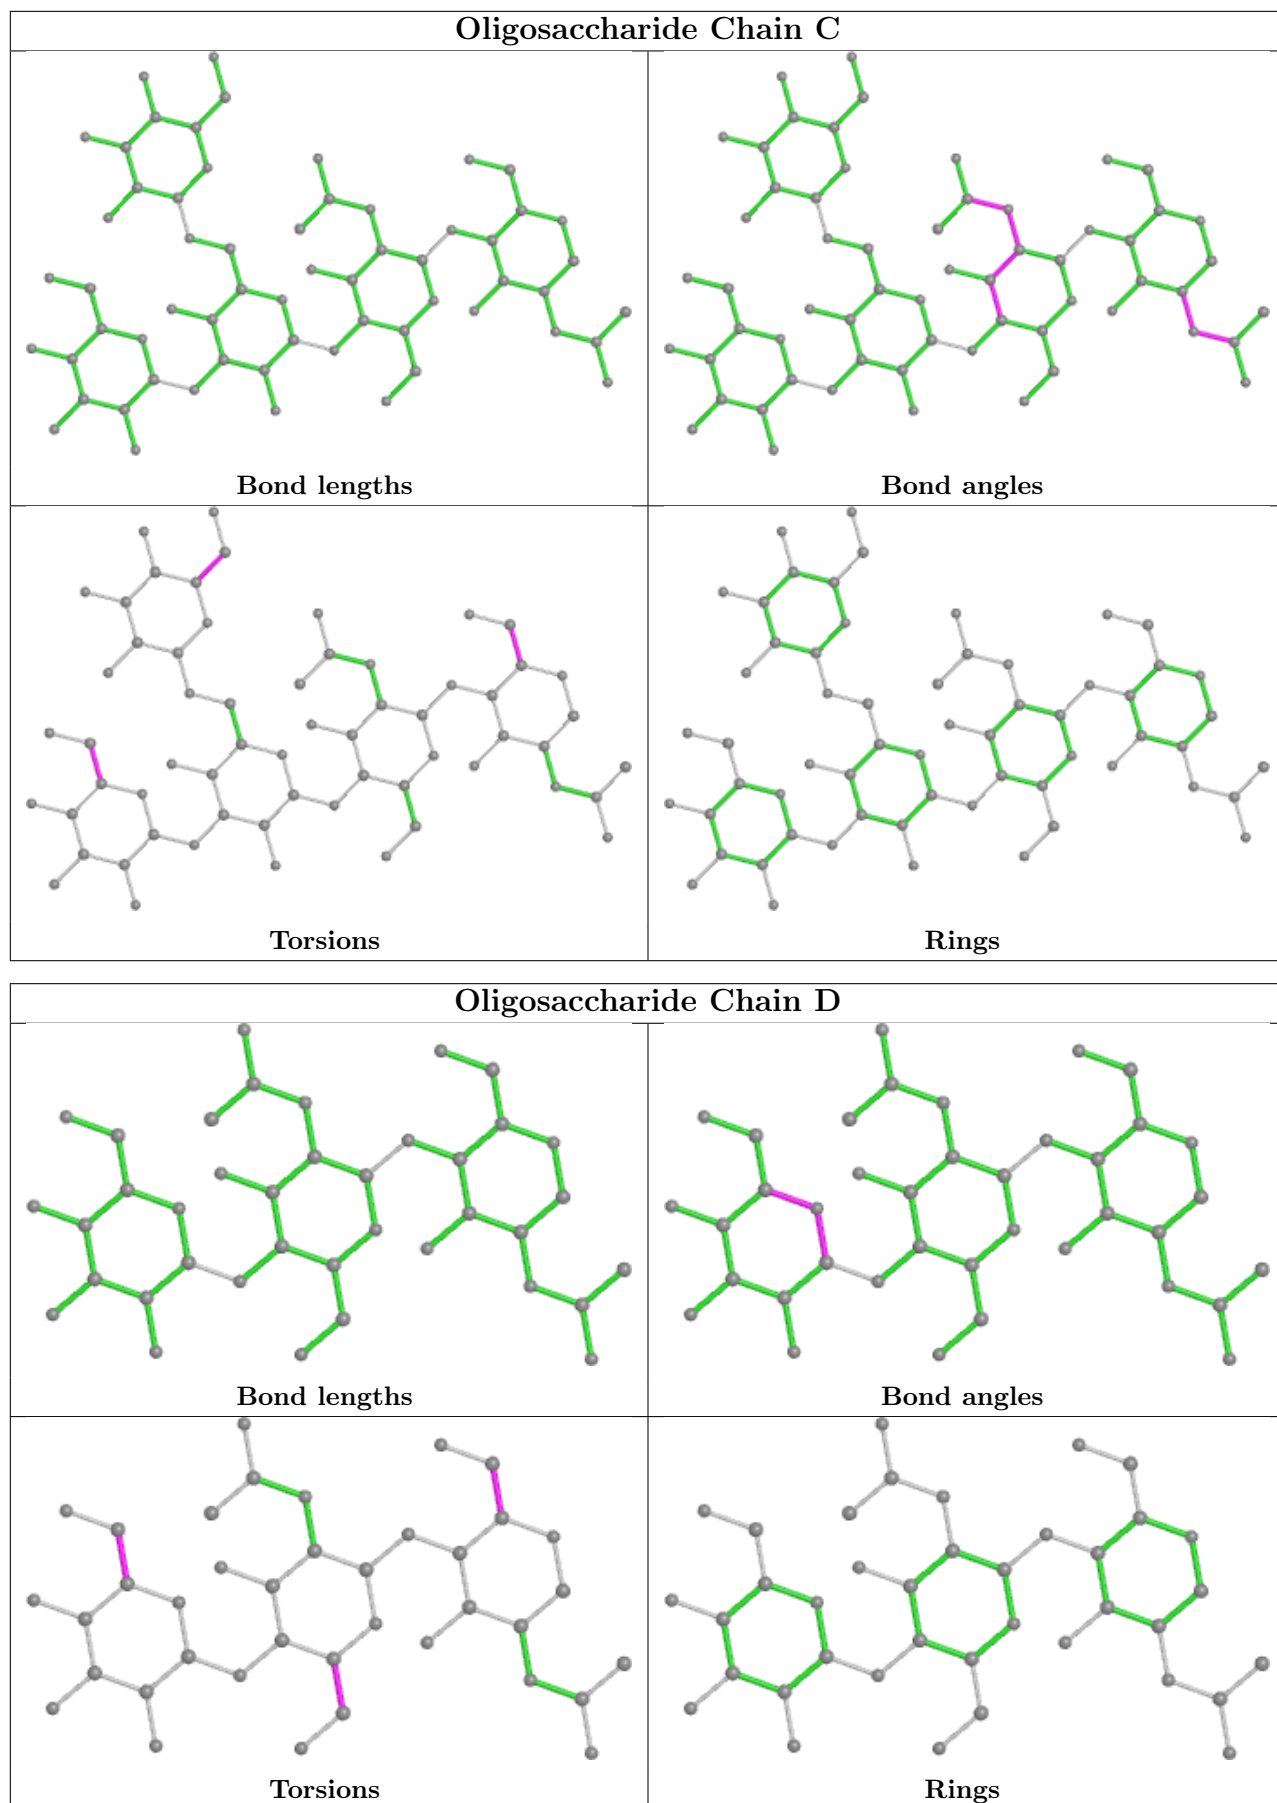 Oligosaccharide Chain C
Bond lengths
Bond angles
Torsions
Rings
Oligosaccharide Chain D
Bond lengths
Bond angles
Torsions
Rings